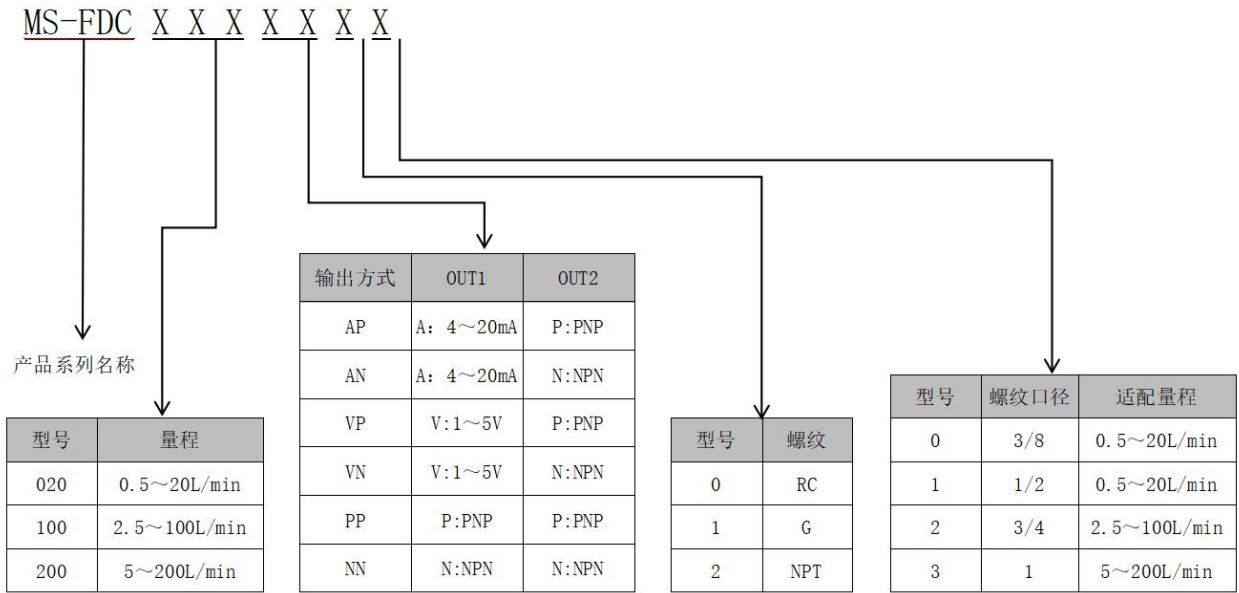 MS-FDC X X X X X X X
产品系列名称
型号 量程
020 0.5～20L/min
100 2.5～100L/min
200 5～200L/min
输出方式 OUT1 OUT2
AP A: 4～20mA P:PNP
AN A: 4～20mA N:NPN
VP V:1～5V P:PNP
VN V:1～5V N:NPN
PP P:PNP P:PNP
NN N:NPN N:NPN
型号 螺纹
0 RC
1 G
2 NPT
型号 螺纹口径 适配量程
0 3/8 0.5～20L/min
1 1/2 0.5～20L/min
2 3/4 2.5～100L/min
3 1 5～200L/min